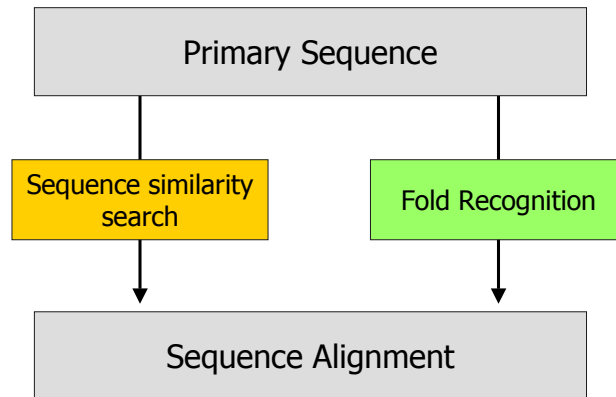 Primary Sequence
Sequence similarity
search
Fold Recognition
Sequence Alignment